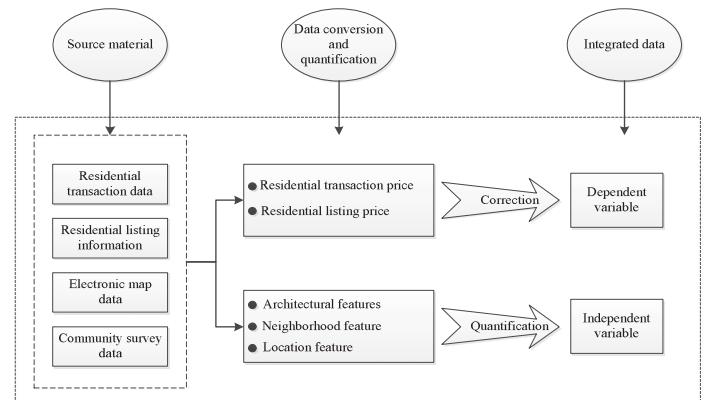 Source material
Data conversion
and
quantification
Integrated data
Residential
transaction data
Residential listing
information
Electronic map
data
Community survey
data
Residential transaction price
Residential listing price
Correction
Dependent
variable
Architectural features
Neighborhood feature
Location feature
Quantification
Independent
variable